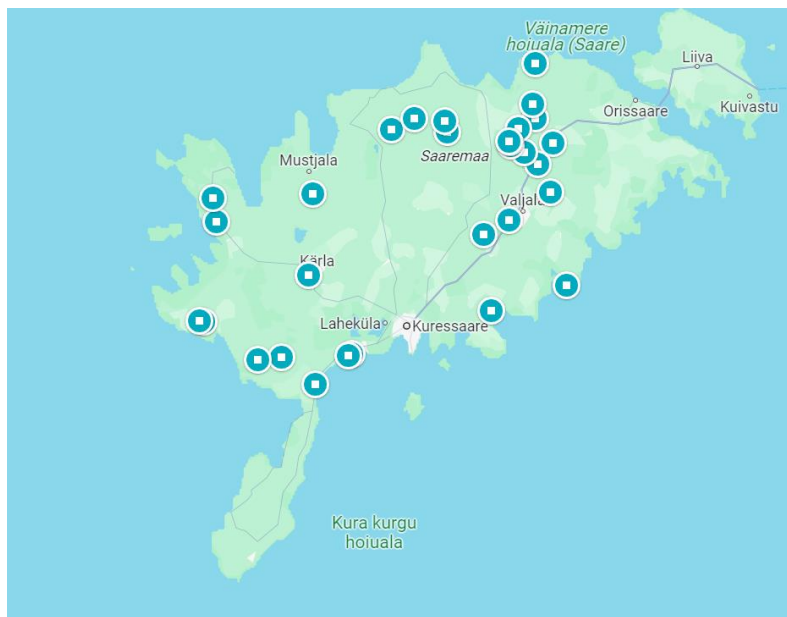 Väinamere
hoiuala (Saare)
Liiva
Kuivastu
Orissaare
Saaremaa
Mustjala
Valjala
Kärla
Laheküla
Kuressaare
Kura kurgu
hoiuala